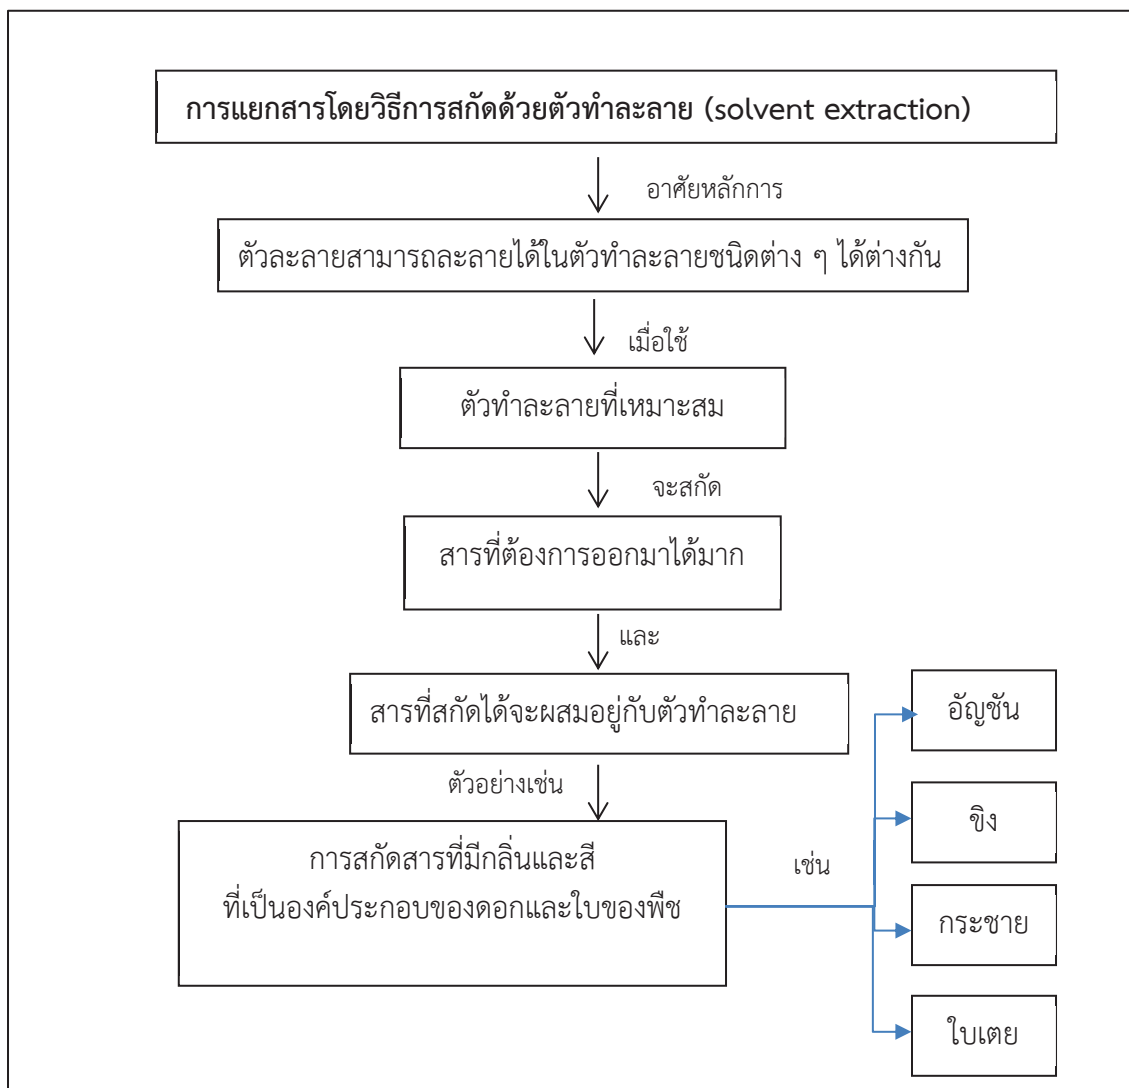 การแยกสารโดยวิธีการสกัดด้วยตัวทำละลาย (solvent extraction)
อาศัยหลักการ
ตัวละลายสามารถละลายได้ในตัวทำละลายชนิดต่าง ๆ ได้ต่างกัน
เมื่อใช้
ตัวทำละลายที่เหมาะสม
จะสกัด
สารที่ต้องการออกมาได้มาก
และ
สารที่สกัดได้จะผสมอยู่กับตัวทำละลาย
ตัวอย่างเช่น
การสกัดสารที่มีกลิ่นและสี
ที่เป็นองค์ประกอบของดอกและใบของพืช
เช่น
อัญชัน
ขิง
กระชาย
ใบเตย